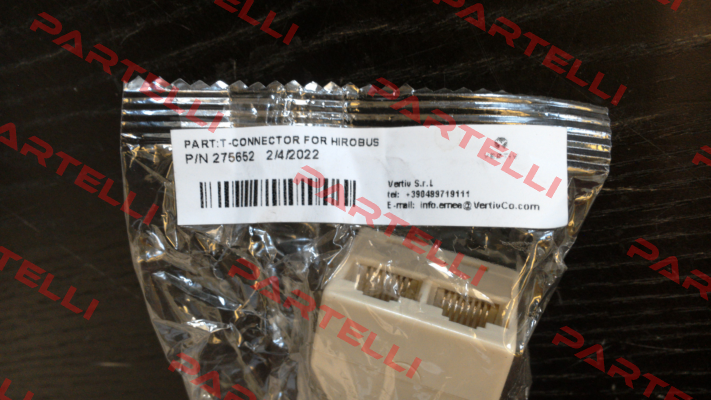 PARTELLI
PARTELLI
PARTELLI
PART:T-CONNECTOR FOR HIROBUS
P/N 275652 2/4/2022
Vertiv S.r.L
tel: +390499719111
E-mail: info.emee@VertivCo.com
PARTELLI
PARTELLI
PARTELLI
PARTELLI
PARTELLI